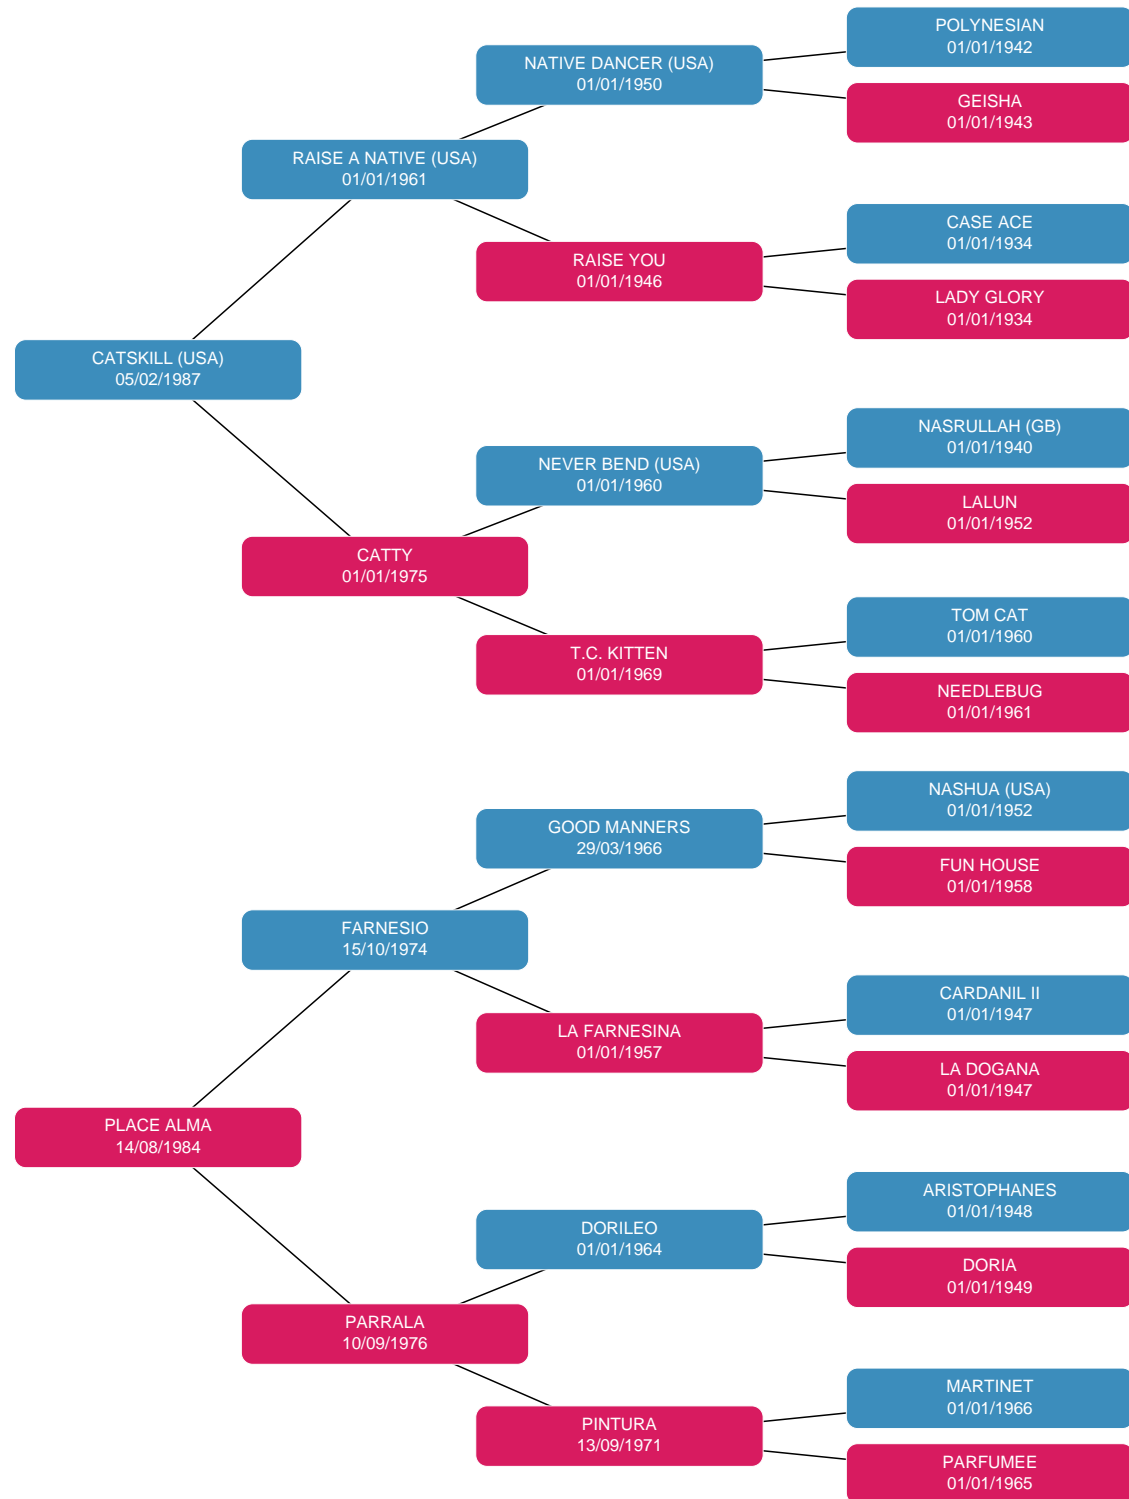 POLYNESIAN
01/01/1942
NATIVE DANCER (USA)
01/01/1950
GEISHA
01/01/1943
RAISE A NATIVE (USA)
01/01/1961
CASE ACE
01/01/1934
RAISE YOU
01/01/1946
LADY GLORY
01/01/1934
CATSKILL (USA)
05/02/1987
NASRULLAH (GB)
01/01/1940
NEVER BEND (USA)
01/01/1960
LALUN
01/01/1952
CATTY
01/01/1975
TOM CAT
01/01/1960
T.C. KITTEN
01/01/1969
NEEDLEBUG
01/01/1961
NASHUA (USA)
01/01/1952
GOOD MANNERS
29/03/1966
FUN HOUSE
01/01/1958
FARNESIO
15/10/1974
CARDANIL II
01/01/1947
LA FARNESINA
01/01/1957
LA DOGANA
01/01/1947
PLACE ALMA
14/08/1984
ARISTOPHANES
01/01/1948
DORILEO
01/01/1964
DORIA
01/01/1949
PARRALA
10/09/1976
MARTINET
01/01/1966
PINTURA
13/09/1971
PARFUMEE
01/01/1965